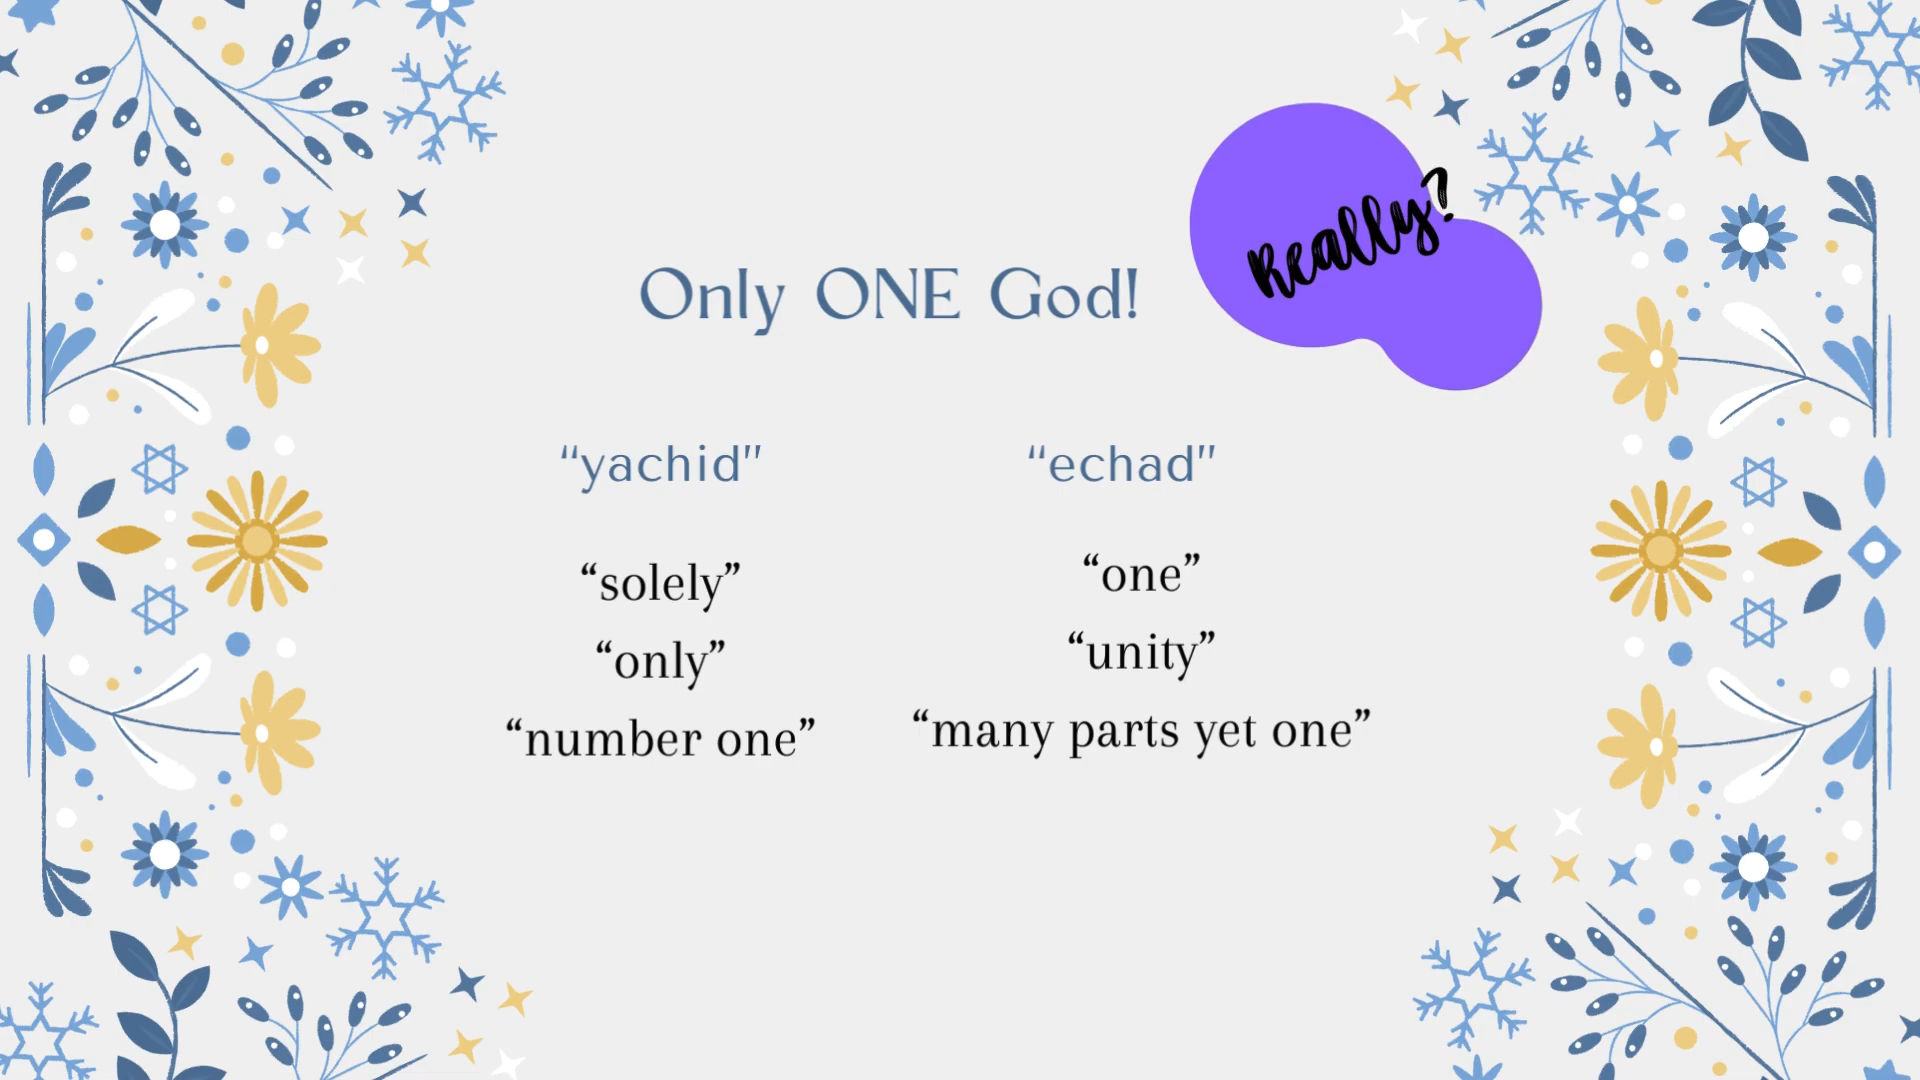 Really?
Only ONE God!
“yachid”
“solely”
“only”
“number one”
“echad”
“one”
“unity”
“many parts yet one”